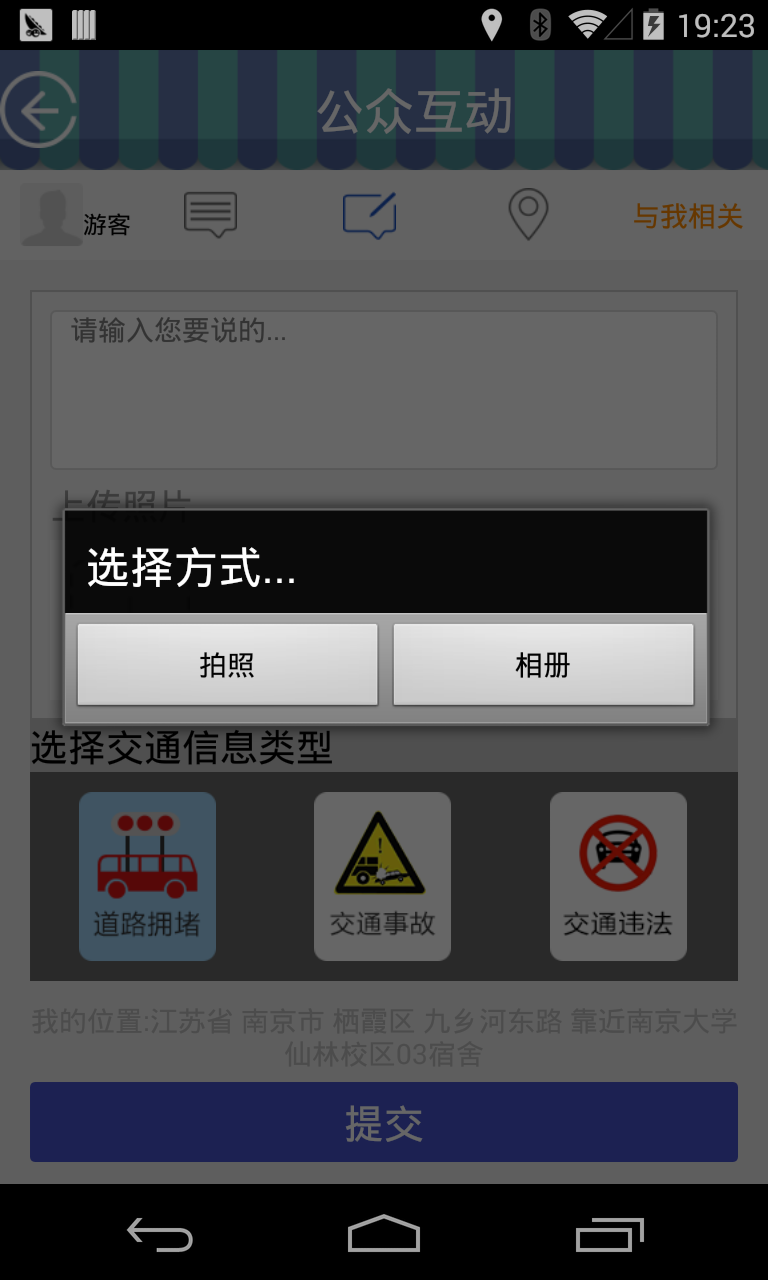 19:23
公众互动
游客
与我相关
请输入您要说的...
上传照片
选择方式...
拍照
相册
选择交通信息类型
道路拥堵
交通事故
交通违法
我的位置:江苏省 南京市 栖霞区 九乡河东路 靠近南京大学
仙林校区03宿舍
提交